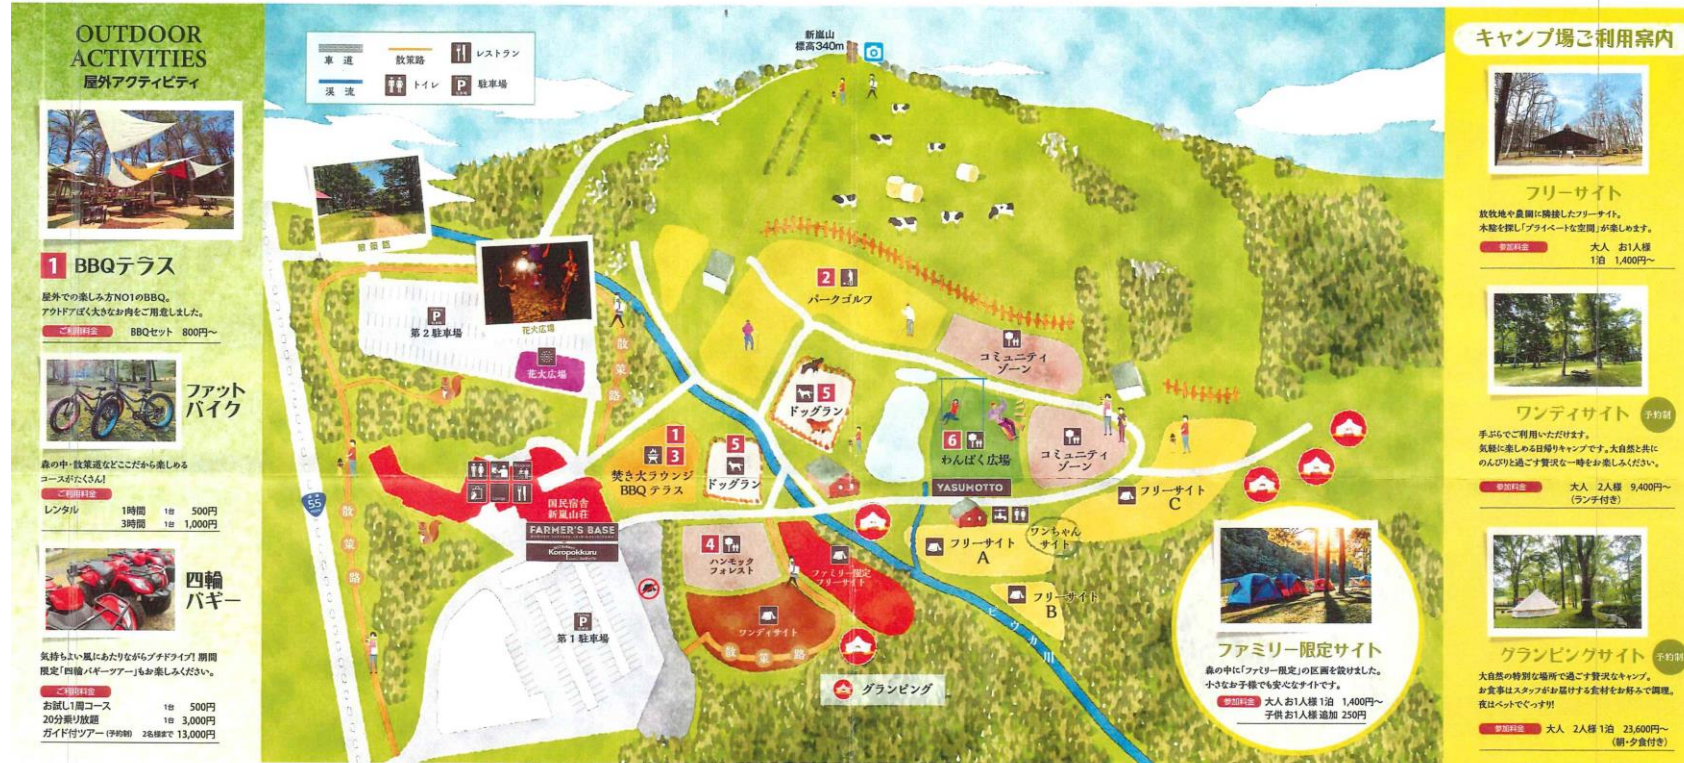 OUTDOOR
ACTIVITIES
屋外アクティビティ
1 BBQテラス
屋外での楽しみ方NO1のBBQ。
アウトドアぽく大きなお肉をご用意しました。
ご利用料金 BBQセット 800円〜
ファット
バイク
森の中・散策道などここだから楽しめる
コースがたくさん!
ご利用料金
レンタル 1時間 1台 500円
3時間 1台 1,000円
四輪
バギー
気持ちよい風にあたりながらプチドライブ! 期間
限定「四輪バギーツアー」もお楽しみください。
ご利用料金
お試し1周コース 1台 500円
20分乗り放題 1台 3,000円
ガイド付ツアー(予約制) 2名様まで 13,000円
車道 散策路 レストラン
渓流 トイレ P 駐車場
新嵐山
標高340m
散策路
花火広場
P
第2駐車場
花火広場
散策路
散策路
散策路
55
2
パークゴルフ
コミュニティ
ゾーン
5
ドッグラン
5
ドッグラン
6
わんぱく広場
コミュニティ
ゾーン
YASUMOTTO
1
3
焚き火ラウンジ
BBQ テラス
国民宿舎
新嵐山荘
FARMER'S BASE
Koropokkuru
4
ハンモック
フォレスト
ファミリー限定
フリーサイト
ワンディサイト
散策路
P
第1駐車場
フリーサイト
A
ワンちゃん
サイト
フリーサイト
B
フリーサイト
C
ビウカ川
グランピング
ファミリー限定サイト
森の中に「ファミリー限定」の区画を設けました。
小さなお子様でも安心なサイトです。
参加料金 大人お1人様1泊 1,400円〜
子供お1人様 追加 250円
キャンプ場ご利用案内
フリーサイト
放牧地や農園に隣接したフリーサイト。
木陰を探し「プライベートな空間」が楽しめます。
参加料金 大人 お1人様
1泊 1,400円〜
ワンディサイト 予約制
手ぶらでご利用いただけます。
気軽に楽しめる日帰りキャンプです。大自然と共に
のんびりと過ごす贅沢な一時をお楽しみください。
参加料金 大人 2人様 9,400円〜
(ランチ付き)
グランピングサイト 予約制
大自然の特別な場所で過ごす贅沢なキャンプ。
お食事はスタッフがお届けする食材をお好みで調理。
夜はベットでぐっすり!
参加料金 大人 2人様 1泊 23,600円〜
(朝・夕食付き)